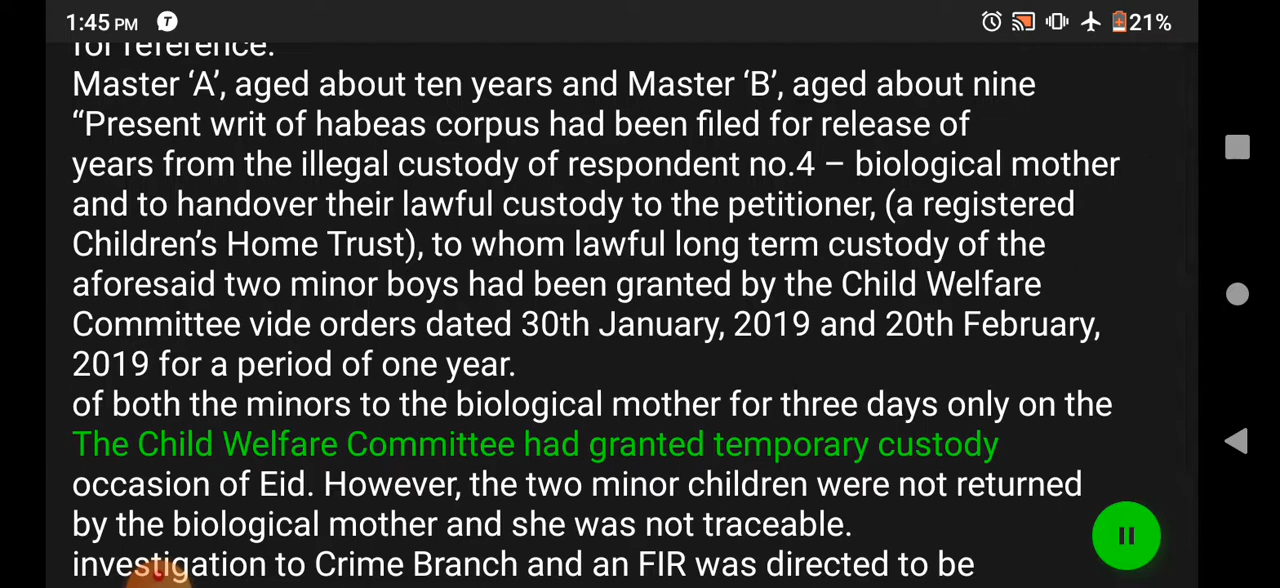 1:45 PM T 21%
for reference.
Master ‘A’, aged about ten years and Master ‘B’, aged about nine
“Present writ of habeas corpus had been filed for release of
years from the illegal custody of respondent no.4 – biological mother
and to handover their lawful custody to the petitioner, (a registered
Children’s Home Trust), to whom lawful long term custody of the
aforesaid two minor boys had been granted by the Child Welfare
Committee vide orders dated 30th January, 2019 and 20th February,
2019 for a period of one year.
of both the minors to the biological mother for three days only on the
The Child Welfare Committee had granted temporary custody
occasion of Eid. However, the two minor children were not returned
by the biological mother and she was not traceable.
investigation to Crime Branch and an FIR was directed to be